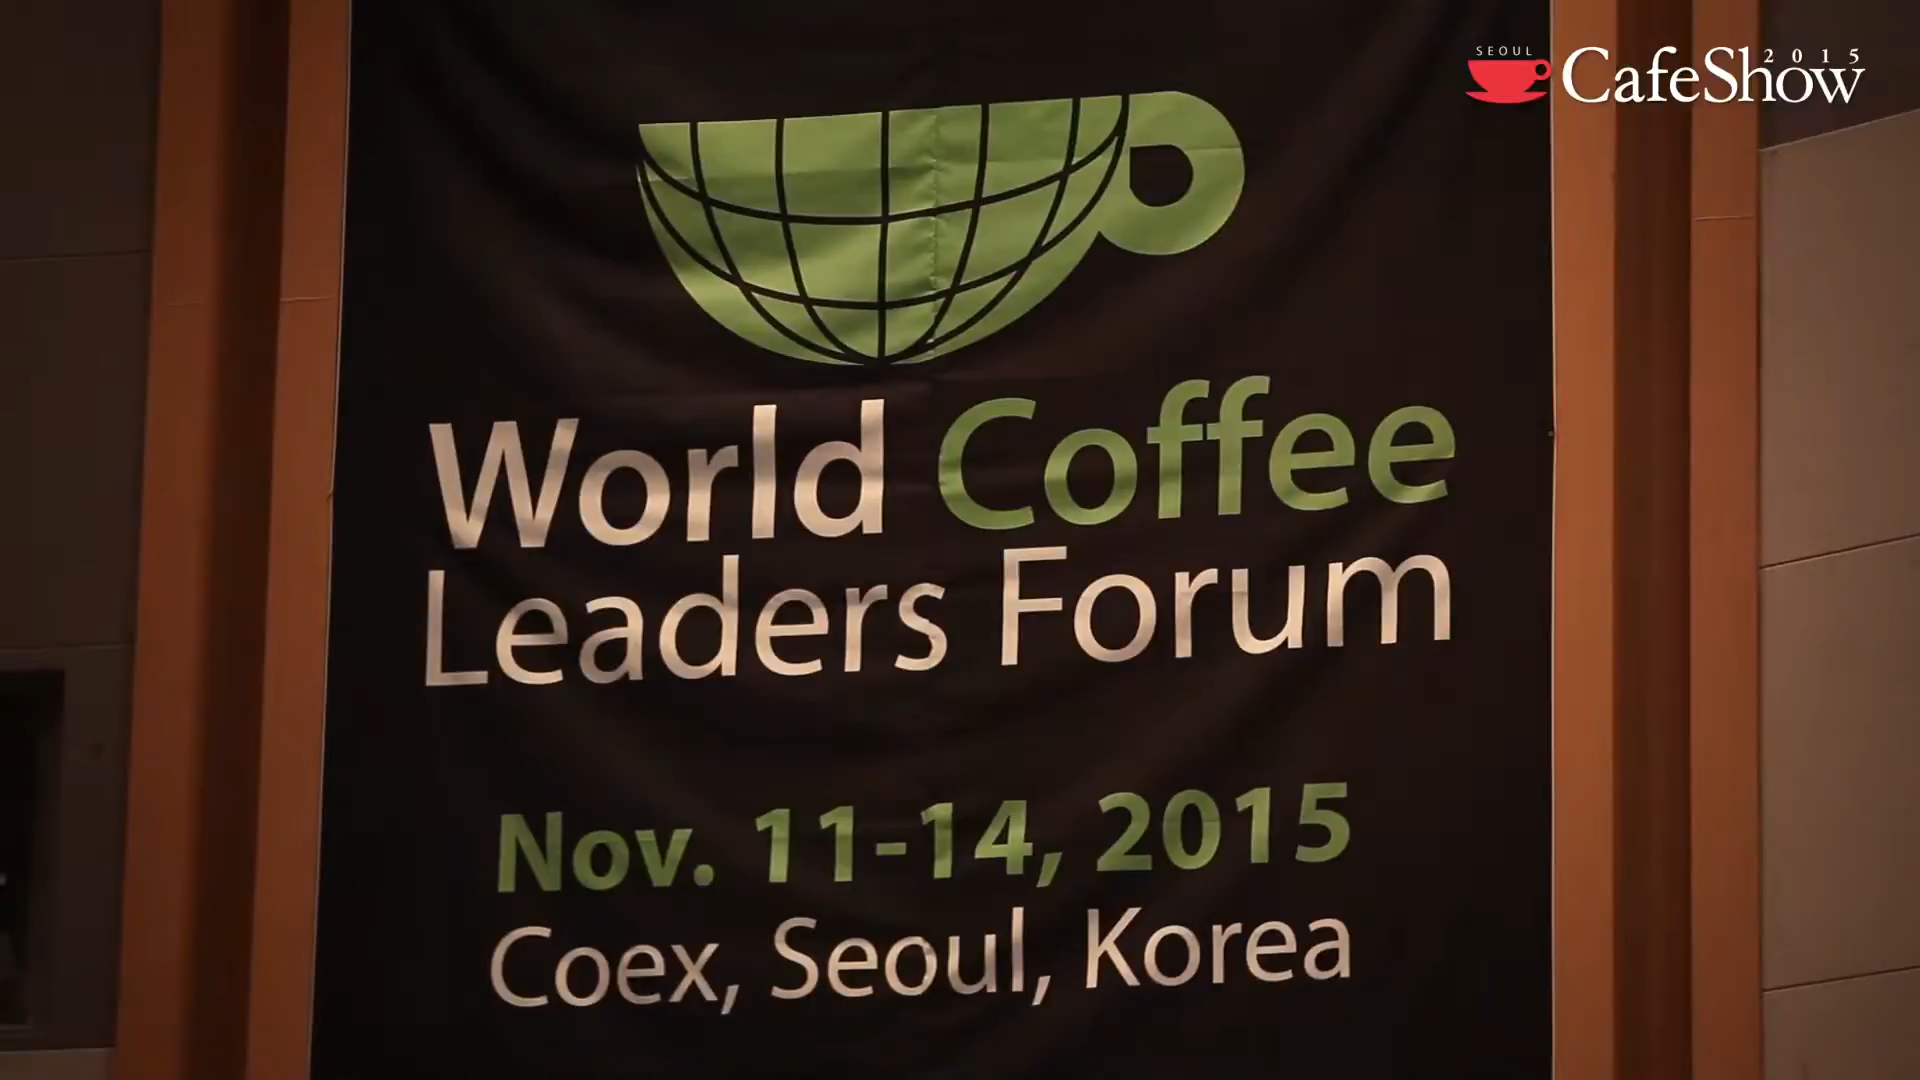 SEOUL
CafeShow 2015
World Coffee
Leaders Forum
Nov. 11-14, 2015
Coex, Seoul, Korea